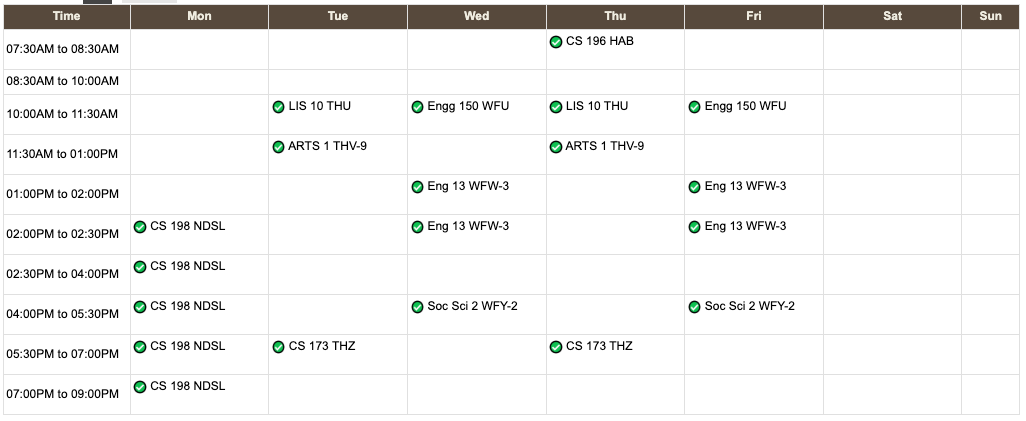 Time Mon Tue Wed Thu Fri Sat Sun
07:30AM to 08:30AM CS 196 HAB
08:30AM to 10:00AM
10:00AM to 11:30AM LIS 10 THU Engg 150 WFU LIS 10 THU Engg 150 WFU
11:30AM to 01:00PM ARTS 1 THV-9 ARTS 1 THV-9
01:00PM to 02:00PM Eng 13 WFW-3 Eng 13 WFW-3
02:00PM to 02:30PM CS 198 NDSL Eng 13 WFW-3 Eng 13 WFW-3
02:30PM to 04:00PM CS 198 NDSL
04:00PM to 05:30PM CS 198 NDSL Soc Sci 2 WFY-2 Soc Sci 2 WFY-2
05:30PM to 07:00PM CS 198 NDSL CS 173 THZ CS 173 THZ
07:00PM to 09:00PM CS 198 NDSL